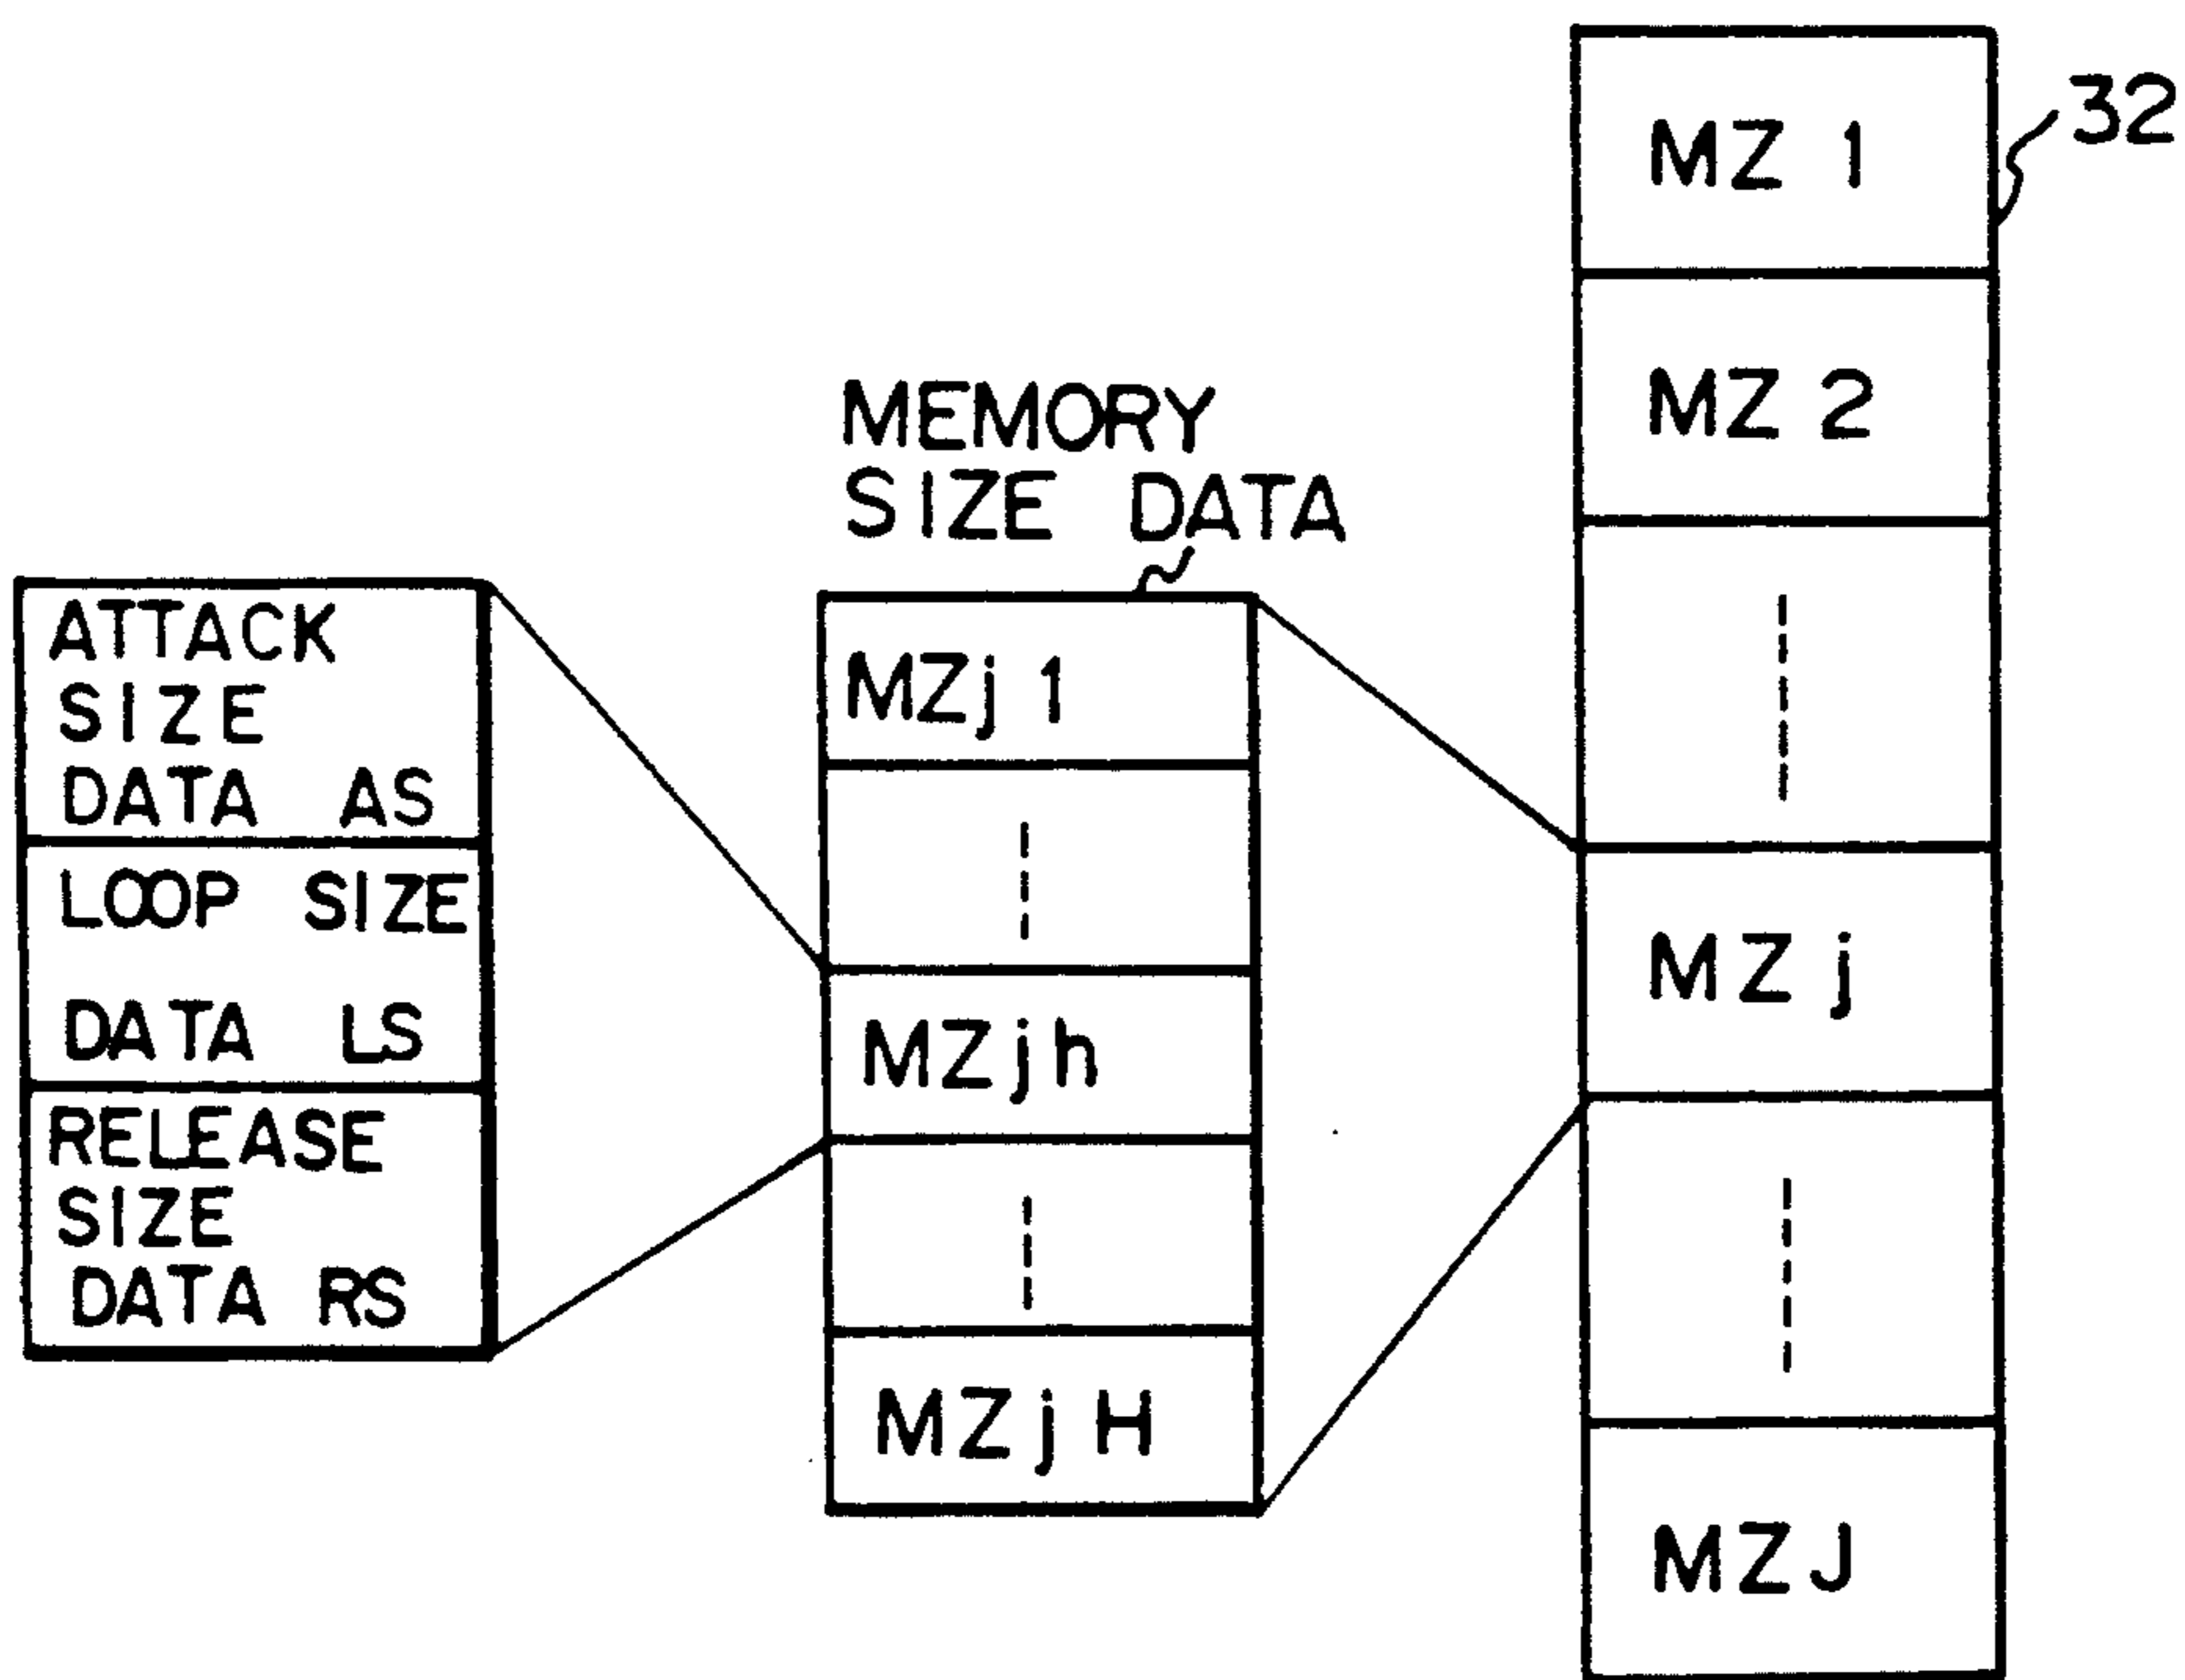 ATTACK
SIZE
DATA AS
LOOP SIZE
DATA LS
RELEASE
SIZE
DATA RS
MEMORY
SIZE DATA
MZj 1
MZjh
MZjH
32
MZ 1
MZ 2
MZj
MZJ